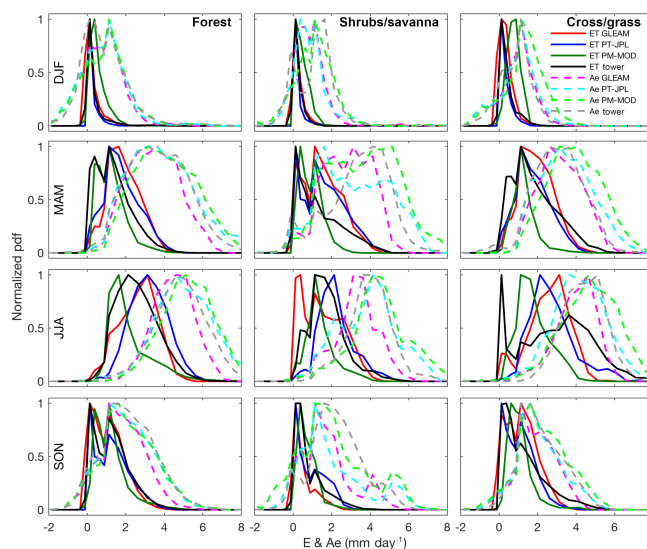 Forest
Shrubs/savanna
Cross/grass
ET GLEAM
ET PT-JPL
ET PM-MOD
ET tower
Ae GLEAM
Ae PT-JPL
Ae PM-MOD
Ae tower
1
0.5
0
DJF
1
0.5
0
MAM
1
0.5
0
JJA
1
0.5
0
SON
Normalized pdf
-2 0 2 4 6 8
-2 0 2 4 6 8
-2 0 2 4 6
E & Ae (mm day⁻¹)